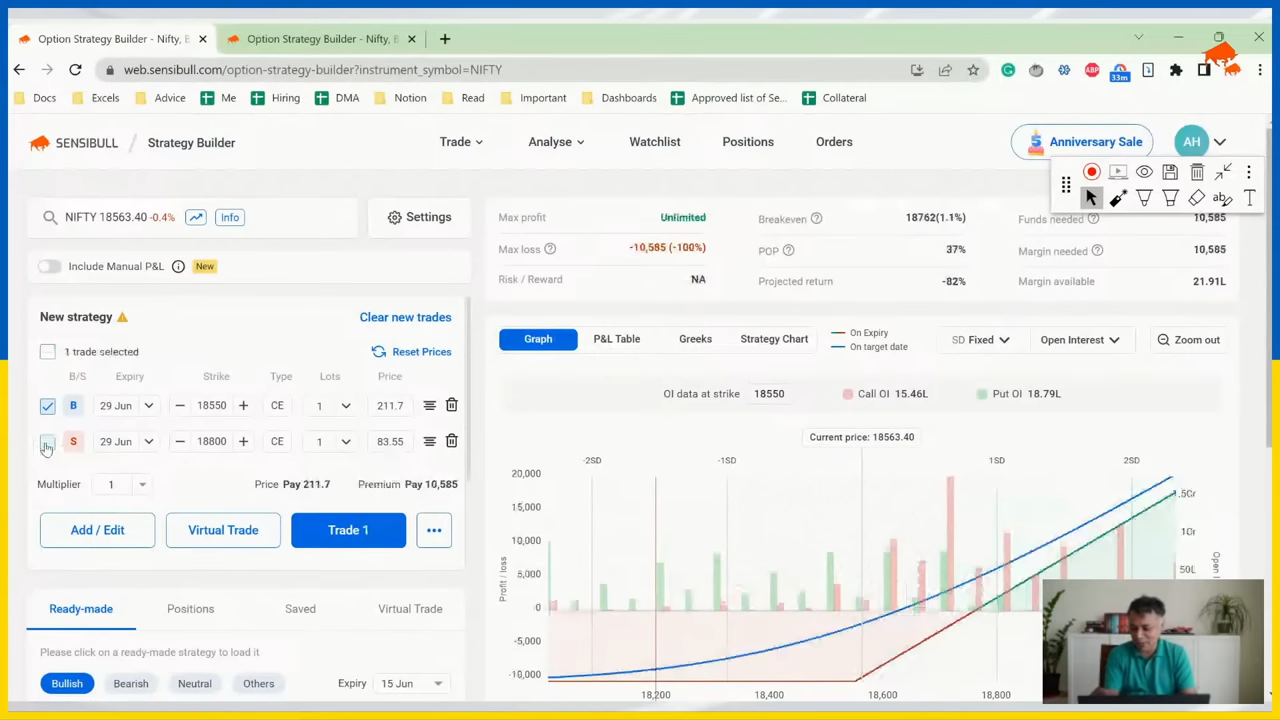 Option Strategy Builder - Nifty, B
Option Strategy Builder - Nifty, B
web.sensibull.com/option-strategy-builder?instrument_symbol=NIFTY
ABP
33m
Docs Excels Advice Me Hiring DMA Notion Read Important Dashboards Approved list of Se... Collateral
SENSIBULL / Strategy Builder
Trade Analyse Watchlist Positions Orders
5 Anniversary Sale
AH
NIFTY 18563.40 -0.4% Info
Settings
Include Manual P&L New
Max profit Unlimited
Max loss -10,585 (-100%)
Risk / Reward NA
Breakeven 18762(1.1%)
POP 37%
Projected return -82%
Funds needed 10,585
Margin needed 10,585
Margin available 21.91L
New strategy
Clear new trades
1 trade selected
Reset Prices
B/S Expiry Strike Type Lots Price
B 29 Jun 18550 CE 1 211.7
S 29 Jun 18800 CE 1 83.55
Multiplier 1 Price Pay 211.7 Premium Pay 10,585
Add / Edit Virtual Trade Trade 1
Ready-made Positions Saved Virtual Trade
Please click on a ready-made strategy to load it
Bullish Bearish Neutral Others Expiry 15 Jun
Graph P&L Table Greeks Strategy Chart
On Expiry
On target date
SD Fixed
Open Interest
Zoom out
OI data at strike 18550 Call OI 15.46L Put OI 18.79L
Current price: 18563.40
-2SD -1SD 1SD 2SD
20,000
15,000
10,000
5,000
0
-5,000
-10,000
Profit / loss
1.5Cr
1Cr
50L
Open I
18,200 18,400 18,600 18,800